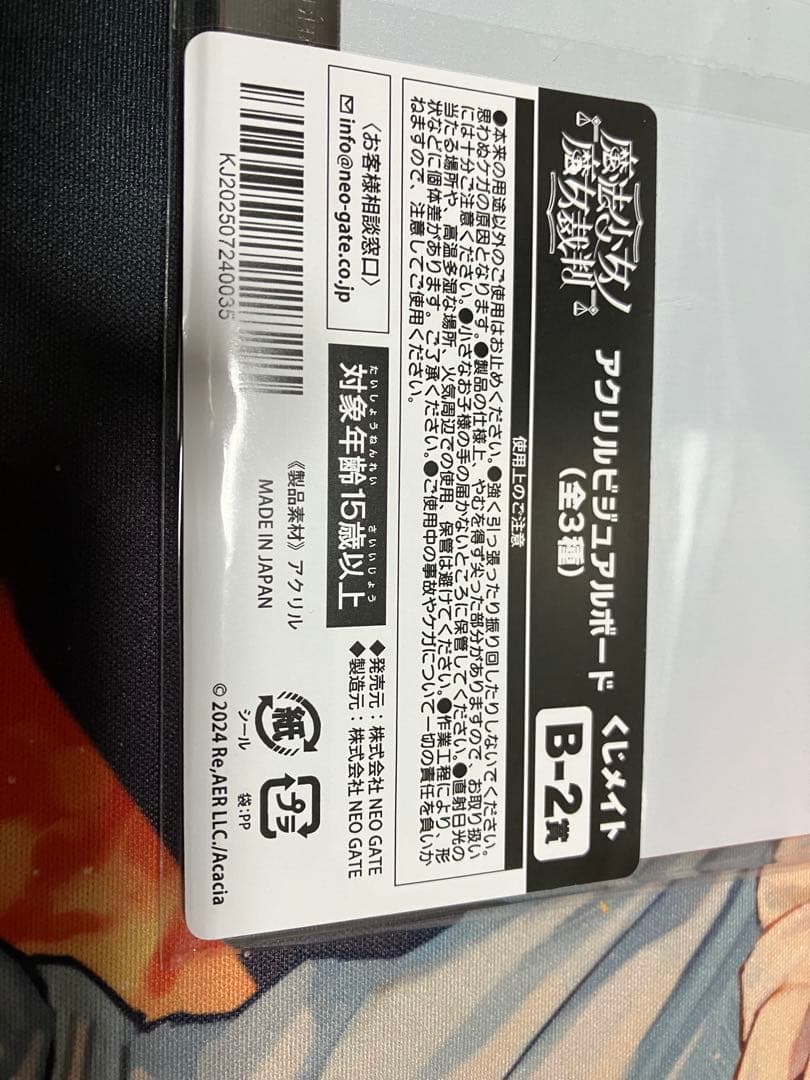 魔法少女ノ
魔女裁判
アクリルビジュアルボード
(全3種)
くじメイト
B-2賞
使用上のご注意
●本来の用途以外のご使用はお止めください。●強く引っ張ったり振り回したりしないでください。
思わぬケガの原因となります。●製品の仕様上、やむを得ず尖った部分がありますので、お取り扱い
には十分ご注意ください。●小さなお子様の手の届かないところに保管してください。●直射日光の
当たる場所や、高温多湿な場所、火気周辺での使用、保管は避けてください。●作業工程により、形
状などに個体差があります。ご了承ください。●ご使用中の事故やケガについて一切の責任を負いか
ねますので、注意してご使用ください。
〈お客様相談窓口〉
info@neo-gate.co.jp
たいしょうねんれい さいいじょう
対象年齢15歳以上
◆発売元：株式会社 NEO GATE
◆製造元：株式会社 NEO GATE
KJ202507240035
《製品素材》アクリル
MADE IN JAPAN
紙
シール
プラ
袋:PP
© 2024 Re,AER LLC./Acacia